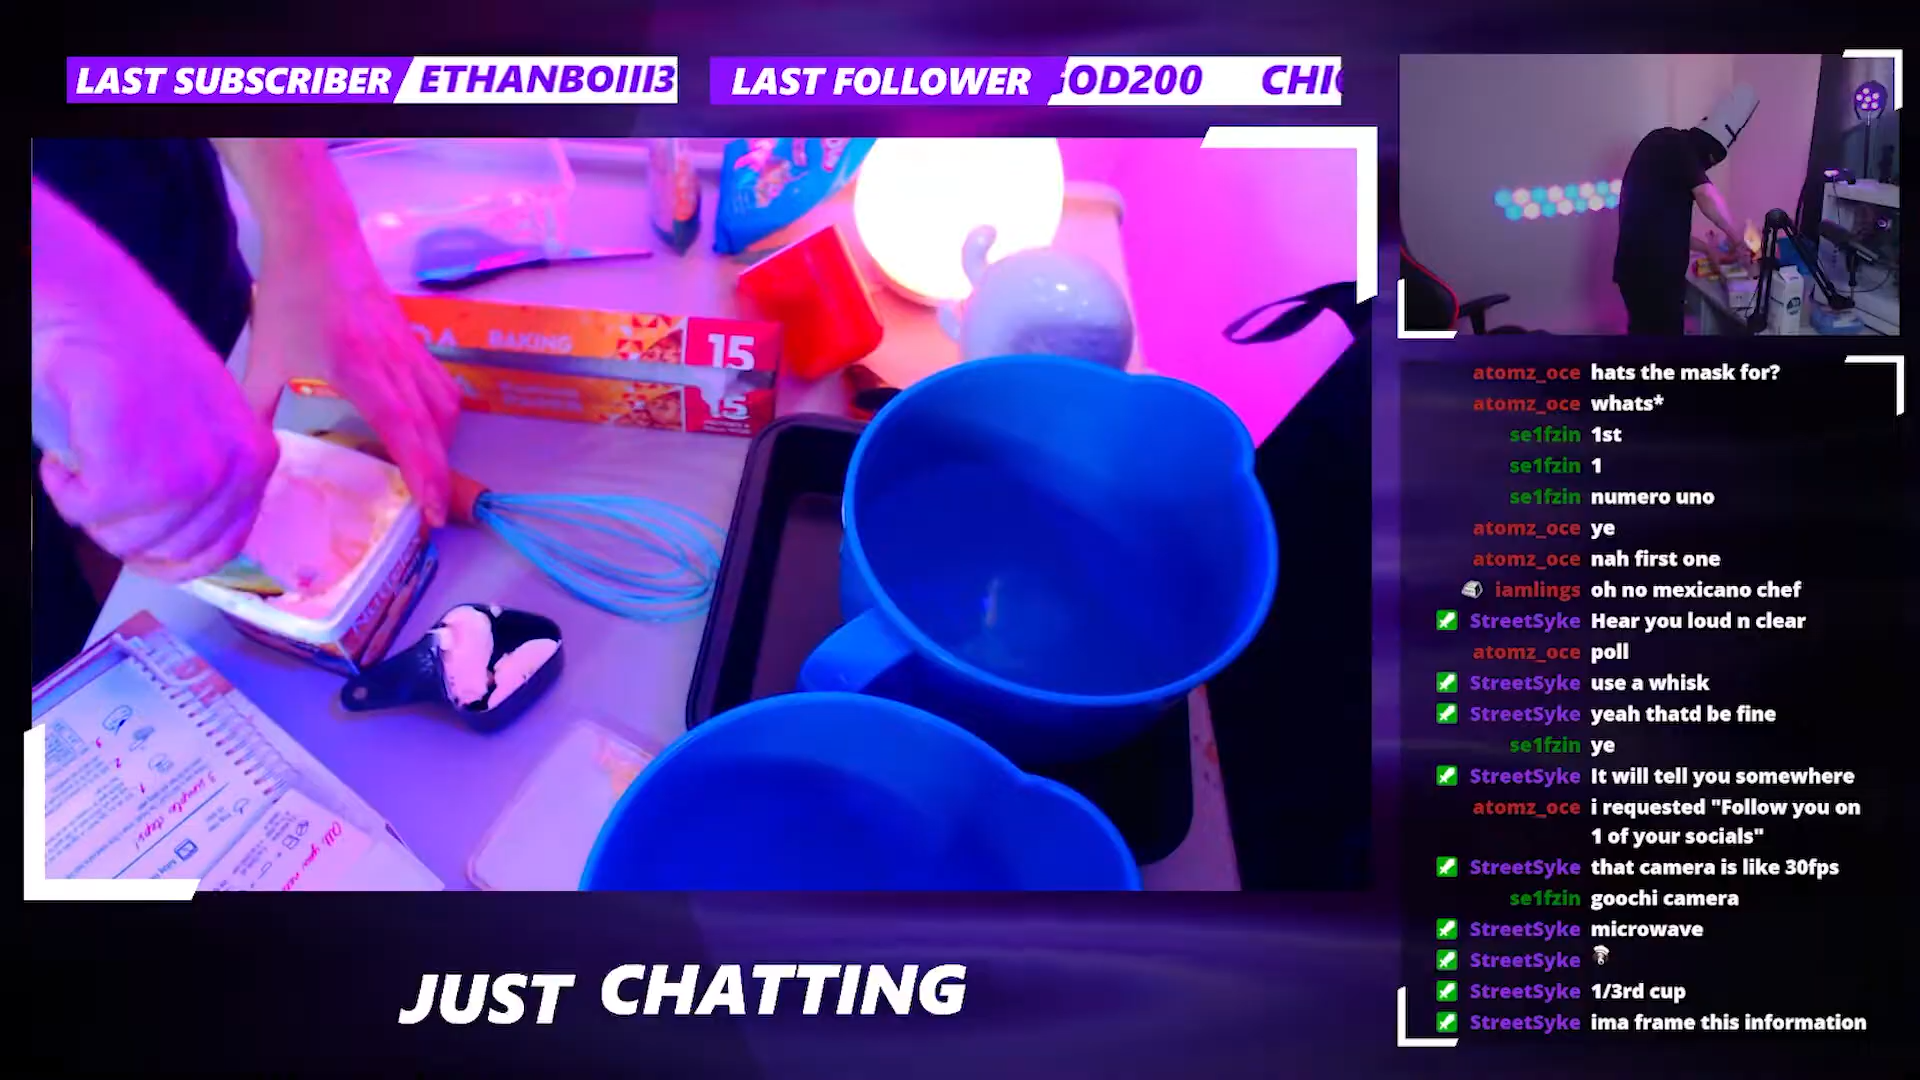 LAST SUBSCRIBER ETHANBOIII3
LAST FOLLOWER GOD200 CHI
BAKING
15
15
3 simple steps!
atomz_oce hats the mask for?
atomz_oce whats*
se1fzin 1st
se1fzin 1
se1fzin numero uno
atomz_oce ye
atomz_oce nah first one
iamlings oh no mexicano chef
StreetSyke Hear you loud n clear
atomz_oce poll
StreetSyke use a whisk
StreetSyke yeah thatd be fine
se1fzin ye
StreetSyke It will tell you somewhere
atomz_oce i requested "Follow you on
1 of your socials"
StreetSyke that camera is like 30fps
se1fzin goochi camera
StreetSyke microwave
StreetSyke
StreetSyke 1/3rd cup
StreetSyke ima frame this information
JUST CHATTING